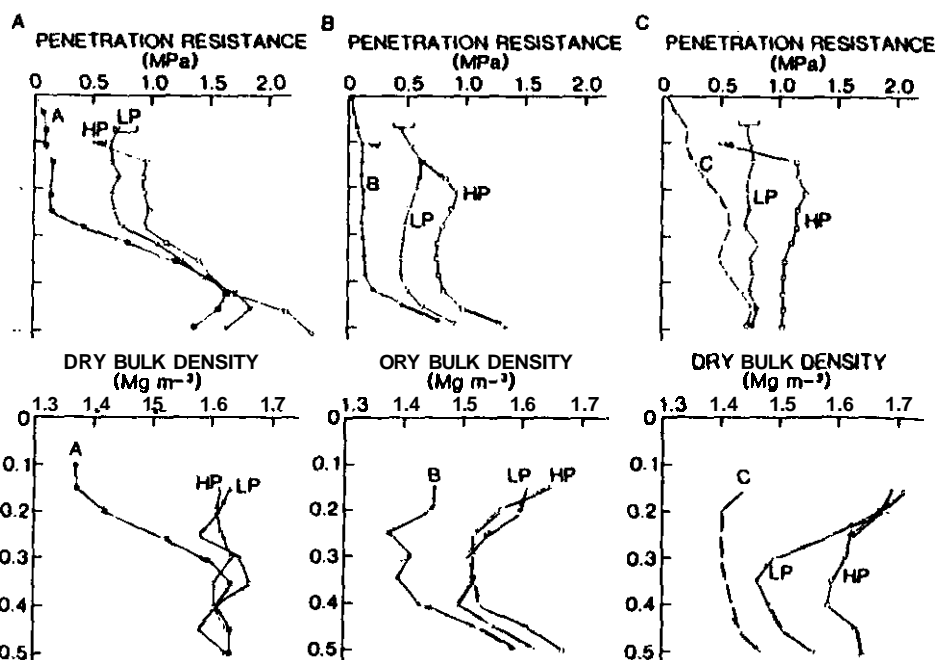 A
PENETRATION RESISTANCE
(MPa)
0 0.5 1.0 1.5 2.0
A
LP
HP
B
PENETRATION RESISTANCE
(MPa)
0 0.5 1.0 1.5 2.0
B
LP
HP
C
PENETRATION RESISTANCE
(MPa)
0 0.5 1.0 1.5 2.0
C
LP
HP
DRY BULK DENSITY
(Mg m-³)
1.3 1.4 1.5 1.6 1.7
0
0.1
0.2
0.3
0.4
0.5
A
HP LP
ORY BULK DENSITY
(Mg m-³)
1.3 1.4 1.5 1.6 1.7
0
0.1
0.2
0.3
0.4
0.5
B
LP HP
DRY BULK DENSITY
(Mg m-³)
1.3 1.4 1.5 1.6 1.7
0
0.1
0.2
0.3
0.4
0.5
C
LP
HP